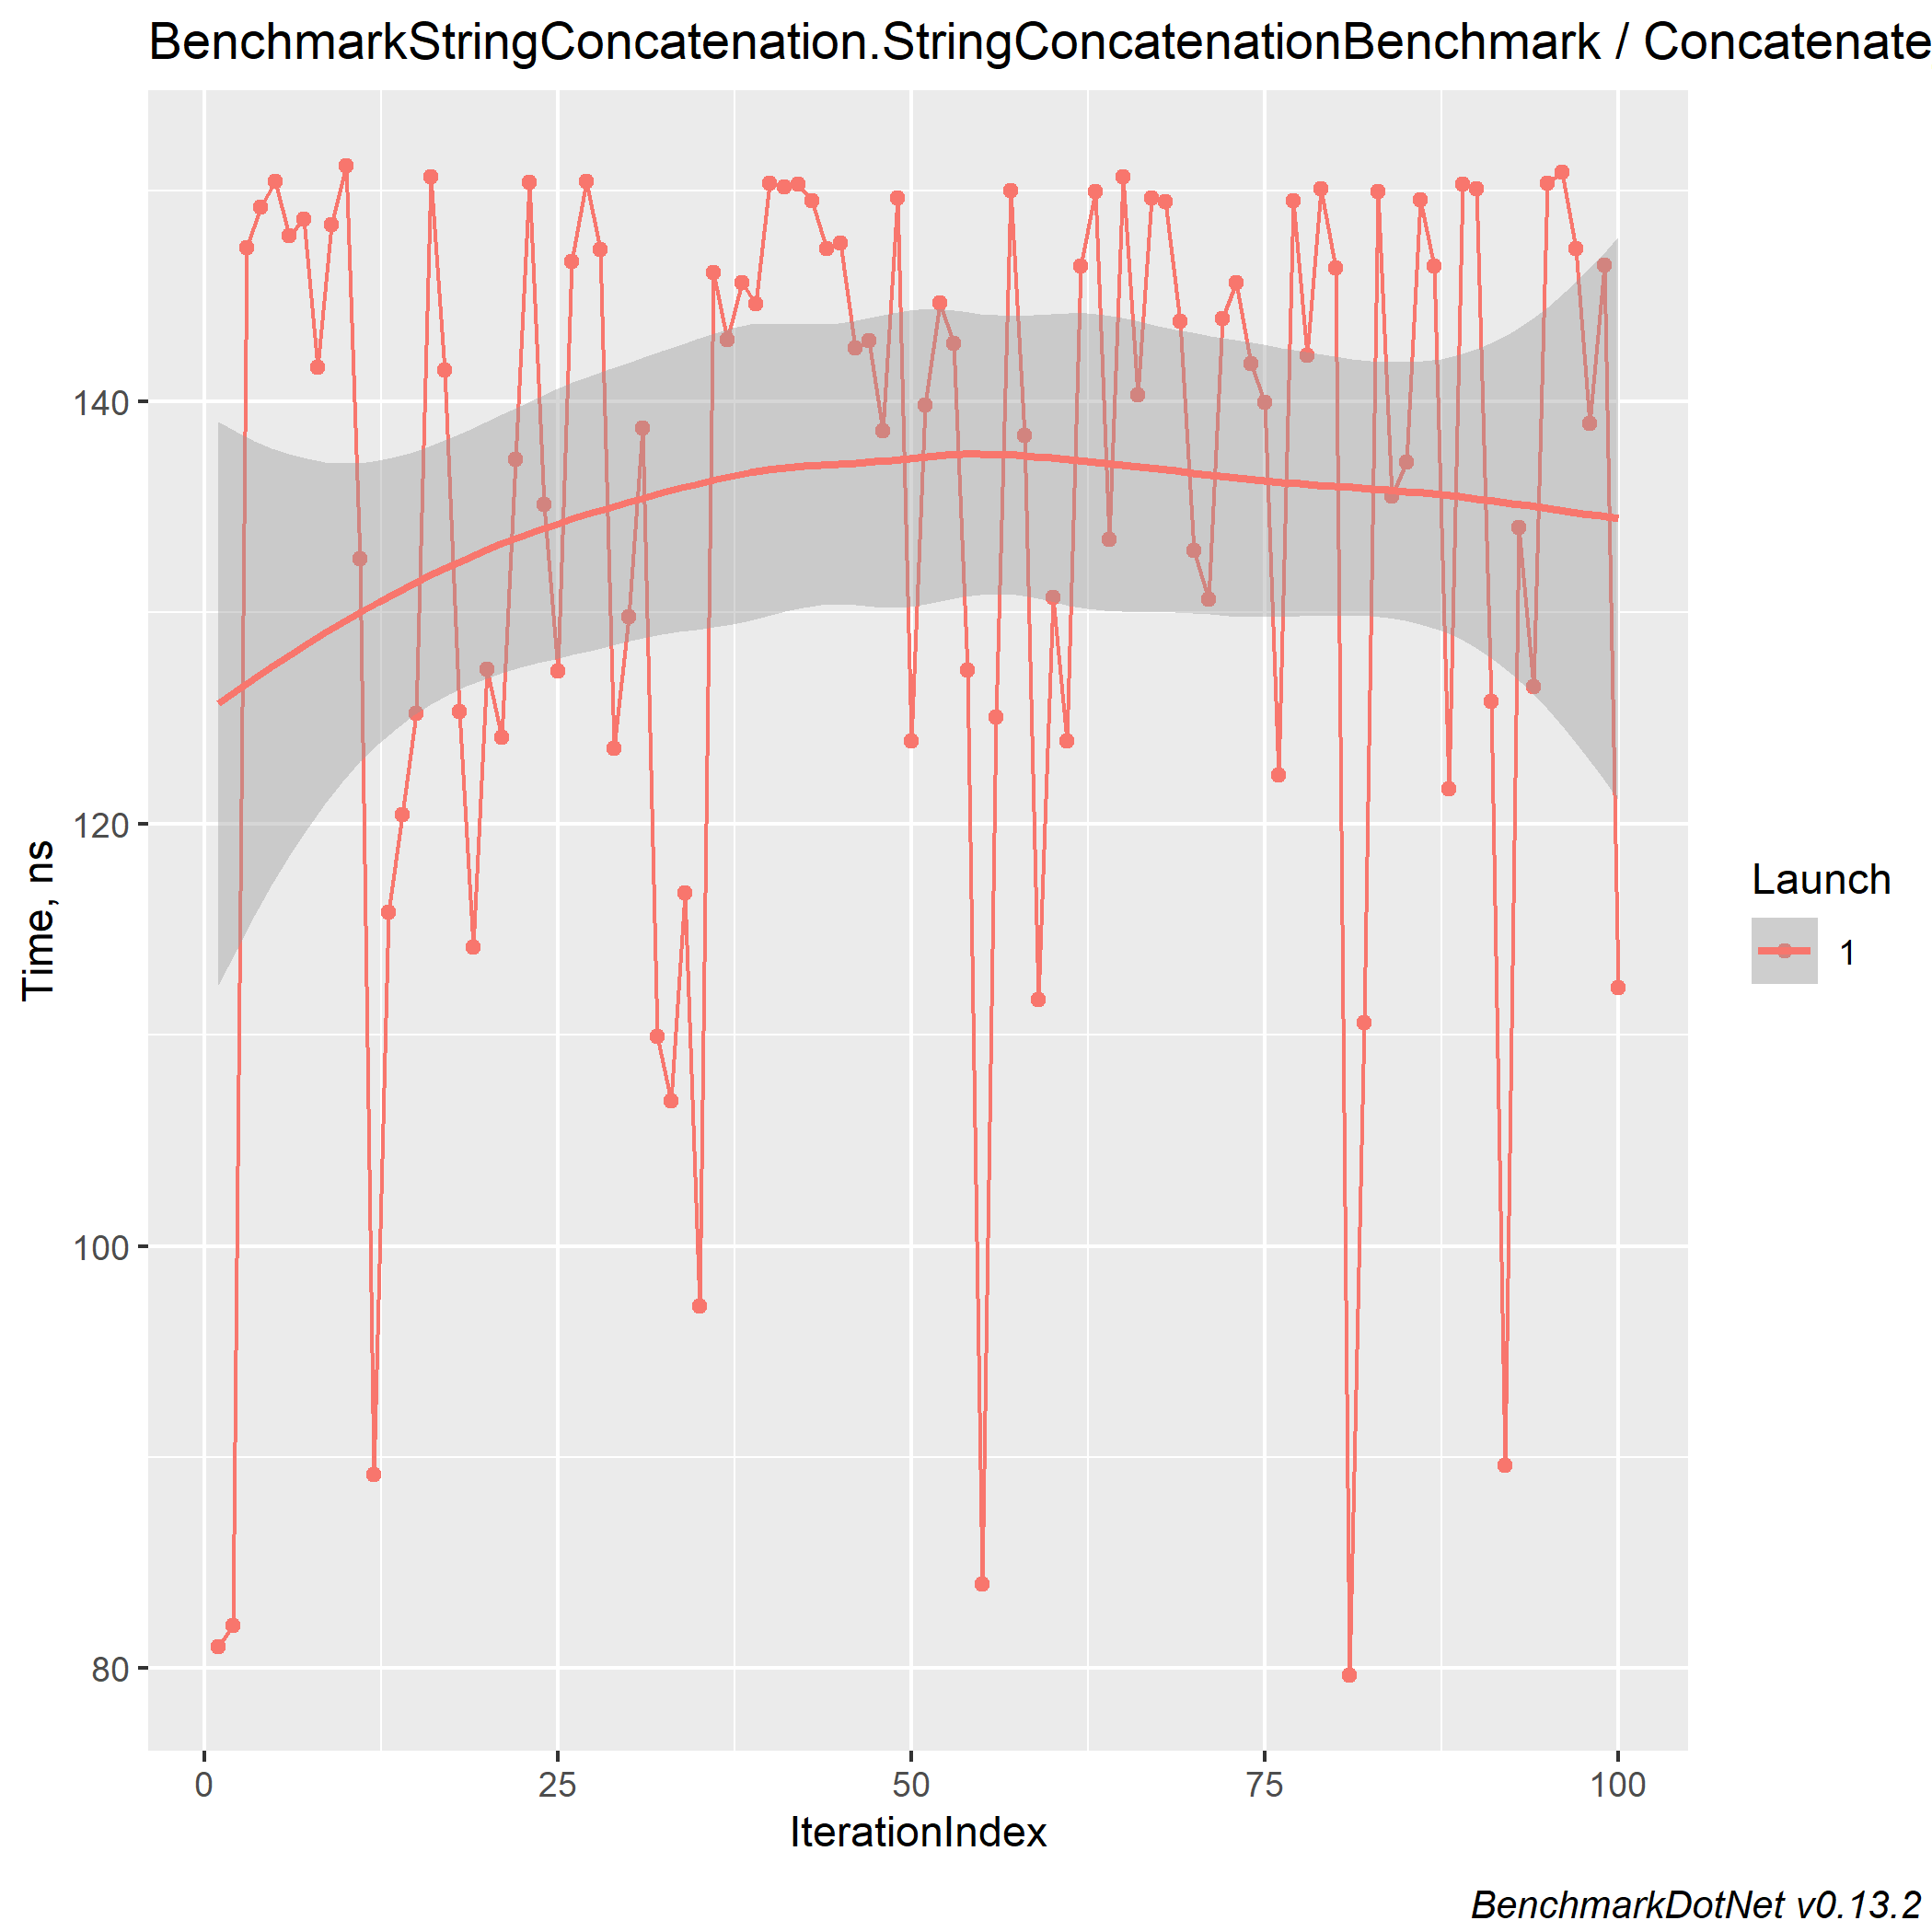 BenchmarkStringConcatenation.StringConcatenationBenchmark / Concatenate
Time, ns
140
120
100
80
0 25 50 75 100
IterationIndex
Launch
1
BenchmarkDotNet v0.13.2